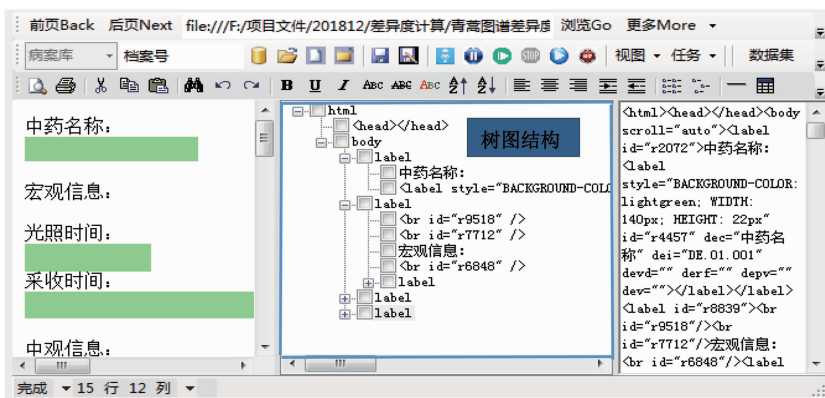 前页Back 后页Next file:///F:/项目文件/201812/差异度计算/青蒿图谱差异度 浏览Go 更多More
病案库 档案号 视图 任务 数据集
B U I ABC ABC ABC
中药名称:
宏观信息:
光照时间:
采收时间:
中观信息:
html
<head></head>
body
label
中药名称:
<label style="BACKGROUND-COL
label
<br id="r9518" />
<br id="r7712" />
宏观信息:
<br id="r6848" />
label
label
label
树图结构
<html><head></head><body
scroll="auto"><label
id="r2072">中药名称:
<label
style="BACKGROUND-COLOR:
lightgreen; WIDTH:
140px; HEIGHT: 22px"
id="r4457" dec="中药名
称" dei="DE.01.001"
devd="" derf="" depv=""
dev=""></label></label>
<label id="r8839"><br
id="r9518"/><br
id="r7712"/>宏观信息:
<br id="r6848"/><label
完成 15 行 12 列